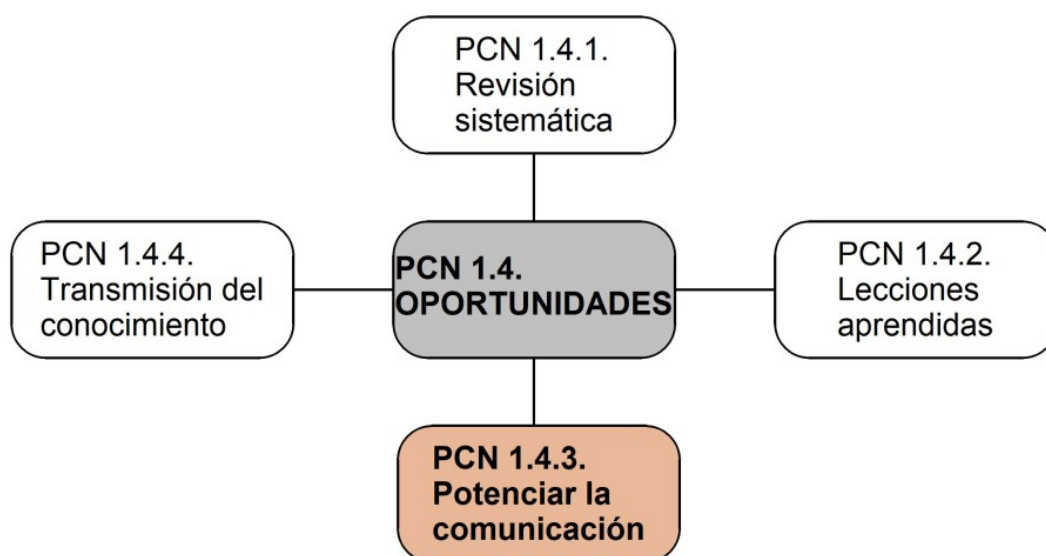 PCN 1.4.1.
Revisión
sistemática
PCN 1.4.4.
Transmisión del
conocimiento
PCN 1.4.
OPORTUNIDADES
PCN 1.4.2.
Lecciones
aprendidas
PCN 1.4.3.
Potenciar la
comunicación